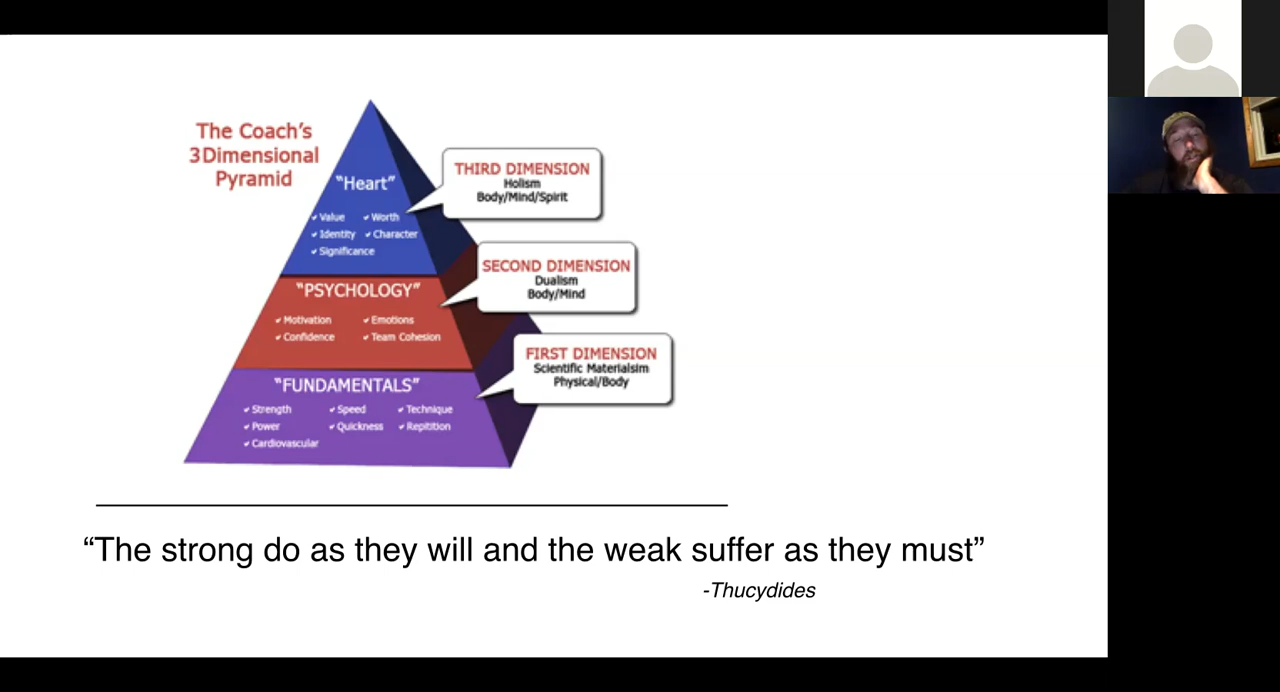 The Coach's
3Dimensional
Pyramid
"Heart"
✓ Value ✓ Worth
✓ Identity ✓ Character
✓ Significance
THIRD DIMENSION
Holism
Body/Mind/Spirit
"PSYCHOLOGY"
✓ Motivation ✓ Emotions
✓ Confidence ✓ Team Cohesion
SECOND DIMENSION
Dualism
Body/Mind
"FUNDAMENTALS"
✓ Strength ✓ Speed ✓ Technique
✓ Power ✓ Quickness ✓ Repitition
✓ Cardiovascular
FIRST DIMENSION
Scientific Materialsim
Physical/Body
“The strong do as they will and the weak suffer as they must”
-Thucydides